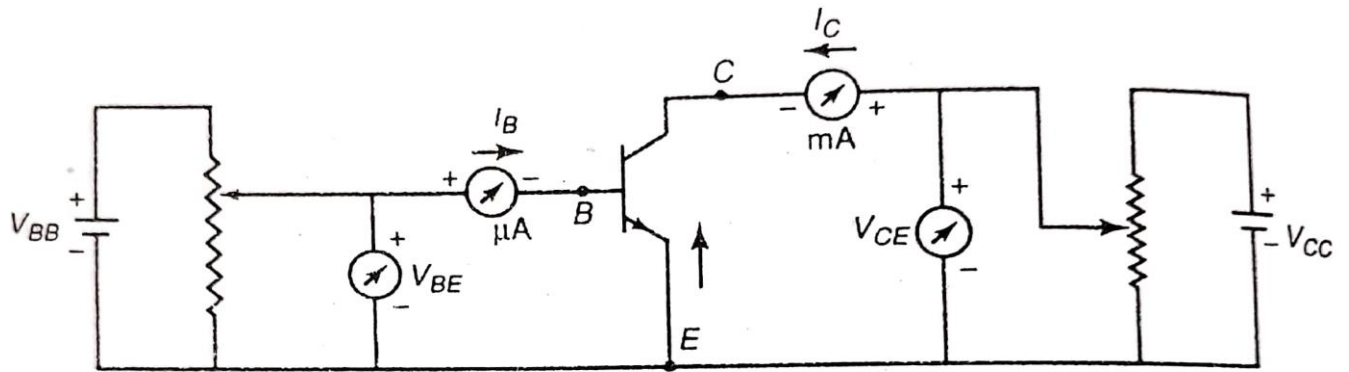 I_C
C
− +
mA
I_B
+ −
B
μA
+
V_BB
−
+
V_BE
−
+
V_CE
−
E
+
− V_CC